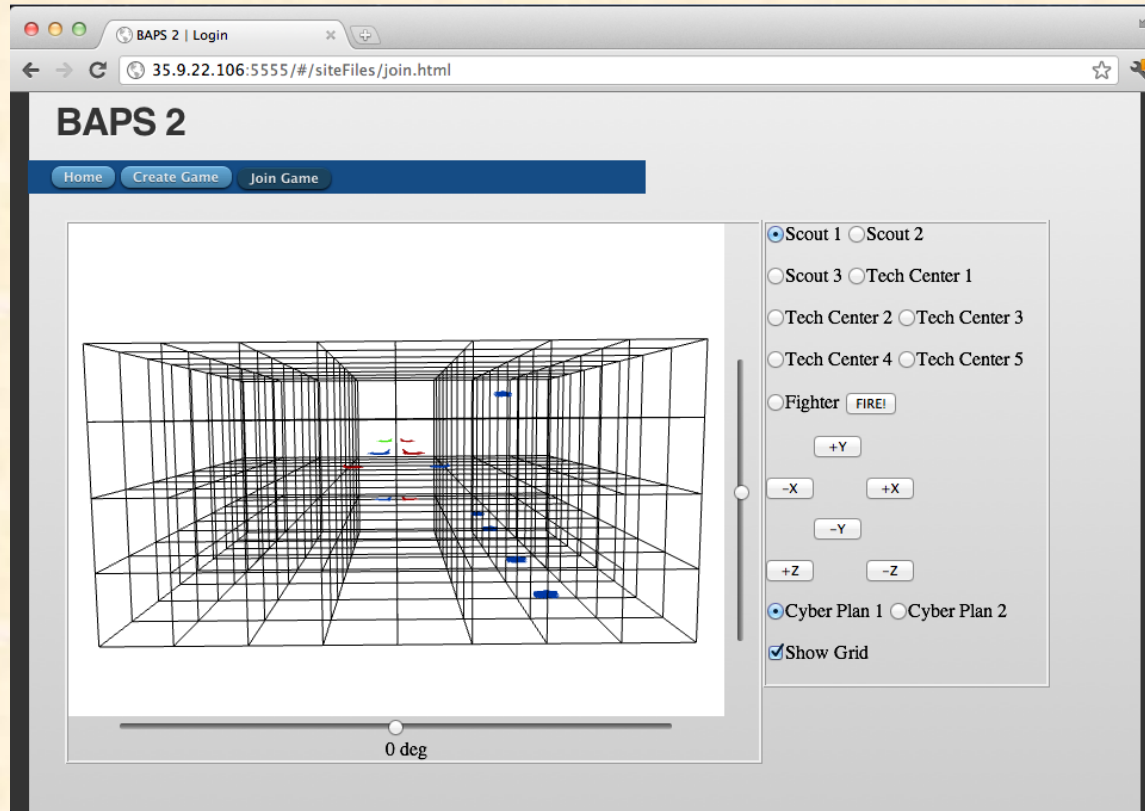 BAPS 2 | Login
35.9.22.106:5555/#/siteFiles/join.html
BAPS 2
Home Create Game Join Game
Scout 1 Scout 2
Scout 3 Tech Center 1
Tech Center 2 Tech Center 3
Tech Center 4 Tech Center 5
Fighter FIRE!
+Y
-X +X
-Y
+Z -Z
Cyber Plan 1 Cyber Plan 2
Show Grid
0 deg